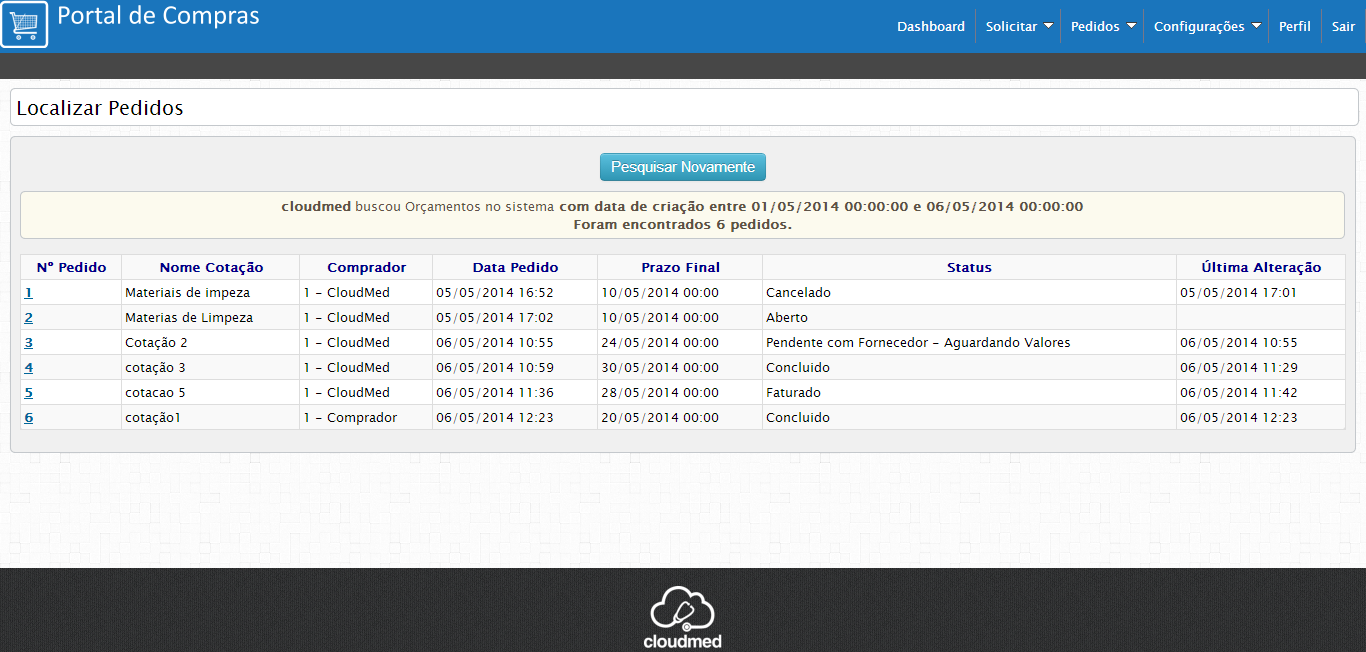 Portal de Compras
Dashboard Solicitar Pedidos Configurações Perfil Sair
Localizar Pedidos
Pesquisar Novamente
cloudmed buscou Orçamentos no sistema com data de criação entre 01/05/2014 00:00:00 e 06/05/2014 00:00:00
Foram encontrados 6 pedidos.
Nº Pedido Nome Cotação Comprador Data Pedido Prazo Final Status Última Alteração
1 Materiais de impeza 1 - CloudMed 05/05/2014 16:52 10/05/2014 00:00 Cancelado 05/05/2014 17:01
2 Materias de Limpeza 1 - CloudMed 05/05/2014 17:02 10/05/2014 00:00 Aberto
3 Cotação 2 1 - CloudMed 06/05/2014 10:55 24/05/2014 00:00 Pendente com Fornecedor - Aguardando Valores 06/05/2014 10:55
4 cotação 3 1 - CloudMed 06/05/2014 10:59 30/05/2014 00:00 Concluido 06/05/2014 11:29
5 cotacao 5 1 - CloudMed 06/05/2014 11:36 28/05/2014 00:00 Faturado 06/05/2014 11:42
6 cotação1 1 - Comprador 06/05/2014 12:23 20/05/2014 00:00 Concluido 06/05/2014 12:23
cloudmed